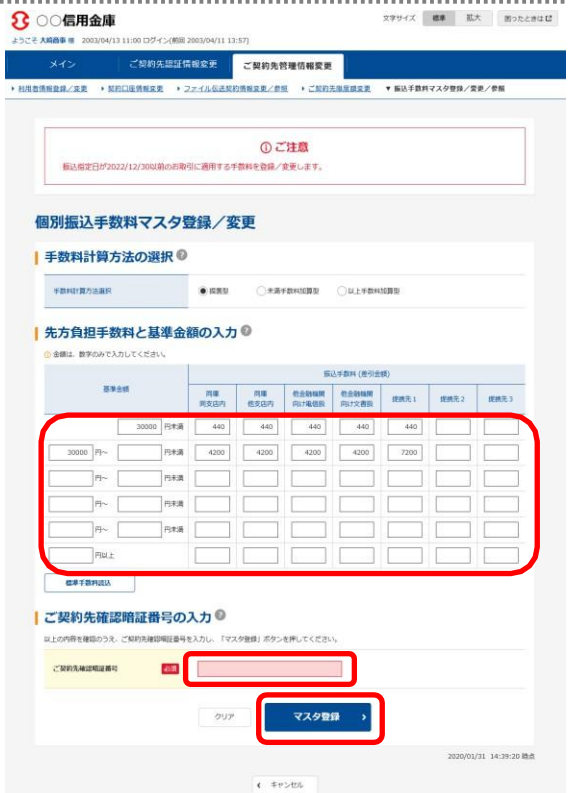 〇〇信用金庫
文字サイズ 標準 拡大 困ったときは
ようこそ 大崎商事 様 2003/04/13 11:00 ログイン(前回 2003/04/11 13:57)
メイン ご契約先認証情報変更 ご契約先管理情報変更
利用者情報登録／変更 契約口座情報変更 ファイル伝送契約情報変更／参照 ご契約先限度額変更 ▼ 振込手数料マスタ登録／変更／参照
ご注意
振込指定日が2022/12/30以前のお取引に適用する手数料を登録／変更します。
個別振込手数料マスタ登録／変更
手数料計算方法の選択
手数料計算方法選択 据置型 未満手数料加算型 以上手数料加算型
先方負担手数料と基準金額の入力
金額は、数字のみで入力してください。
基準金額 振込手数料 (差引金額)
同庫同支店内 同庫他支店内 他金融機関向け電信振 他金融機関向け文書振 提携先１ 提携先２ 提携先３
30000 円未満 440 440 440 440 440
30000 円～ 円未満 4200 4200 4200 4200 7200
円～ 円未満
円～ 円未満
円～ 円未満
円以上
標準手数料読込
ご契約先確認暗証番号の入力
以上の内容を確認のうえ、ご契約先確認暗証番号を入力し、「マスタ登録」ボタンを押してください。
ご契約先確認暗証番号 必須
クリア マスタ登録
2020/01/31 14:39:20 時点
キャンセル